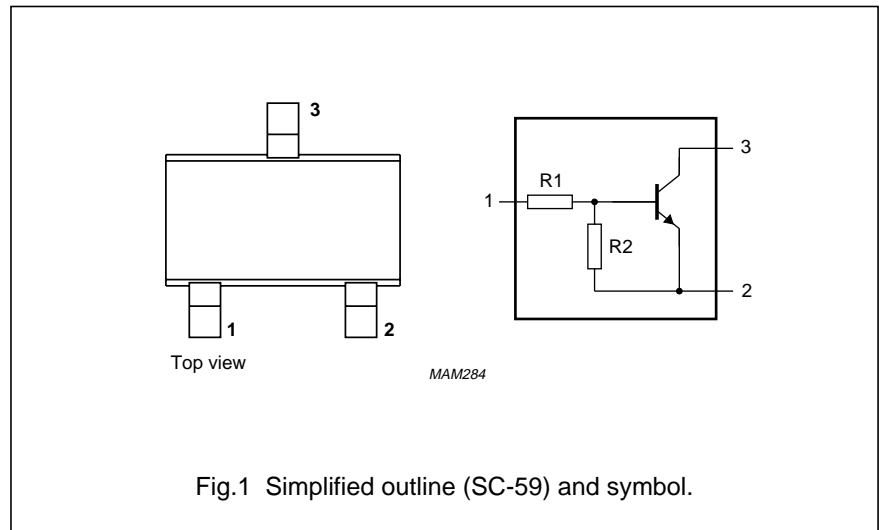 3
1
2
Top view
R1
R2
1
3
2
MAM284
Fig.1 Simplified outline (SC-59) and symbol.